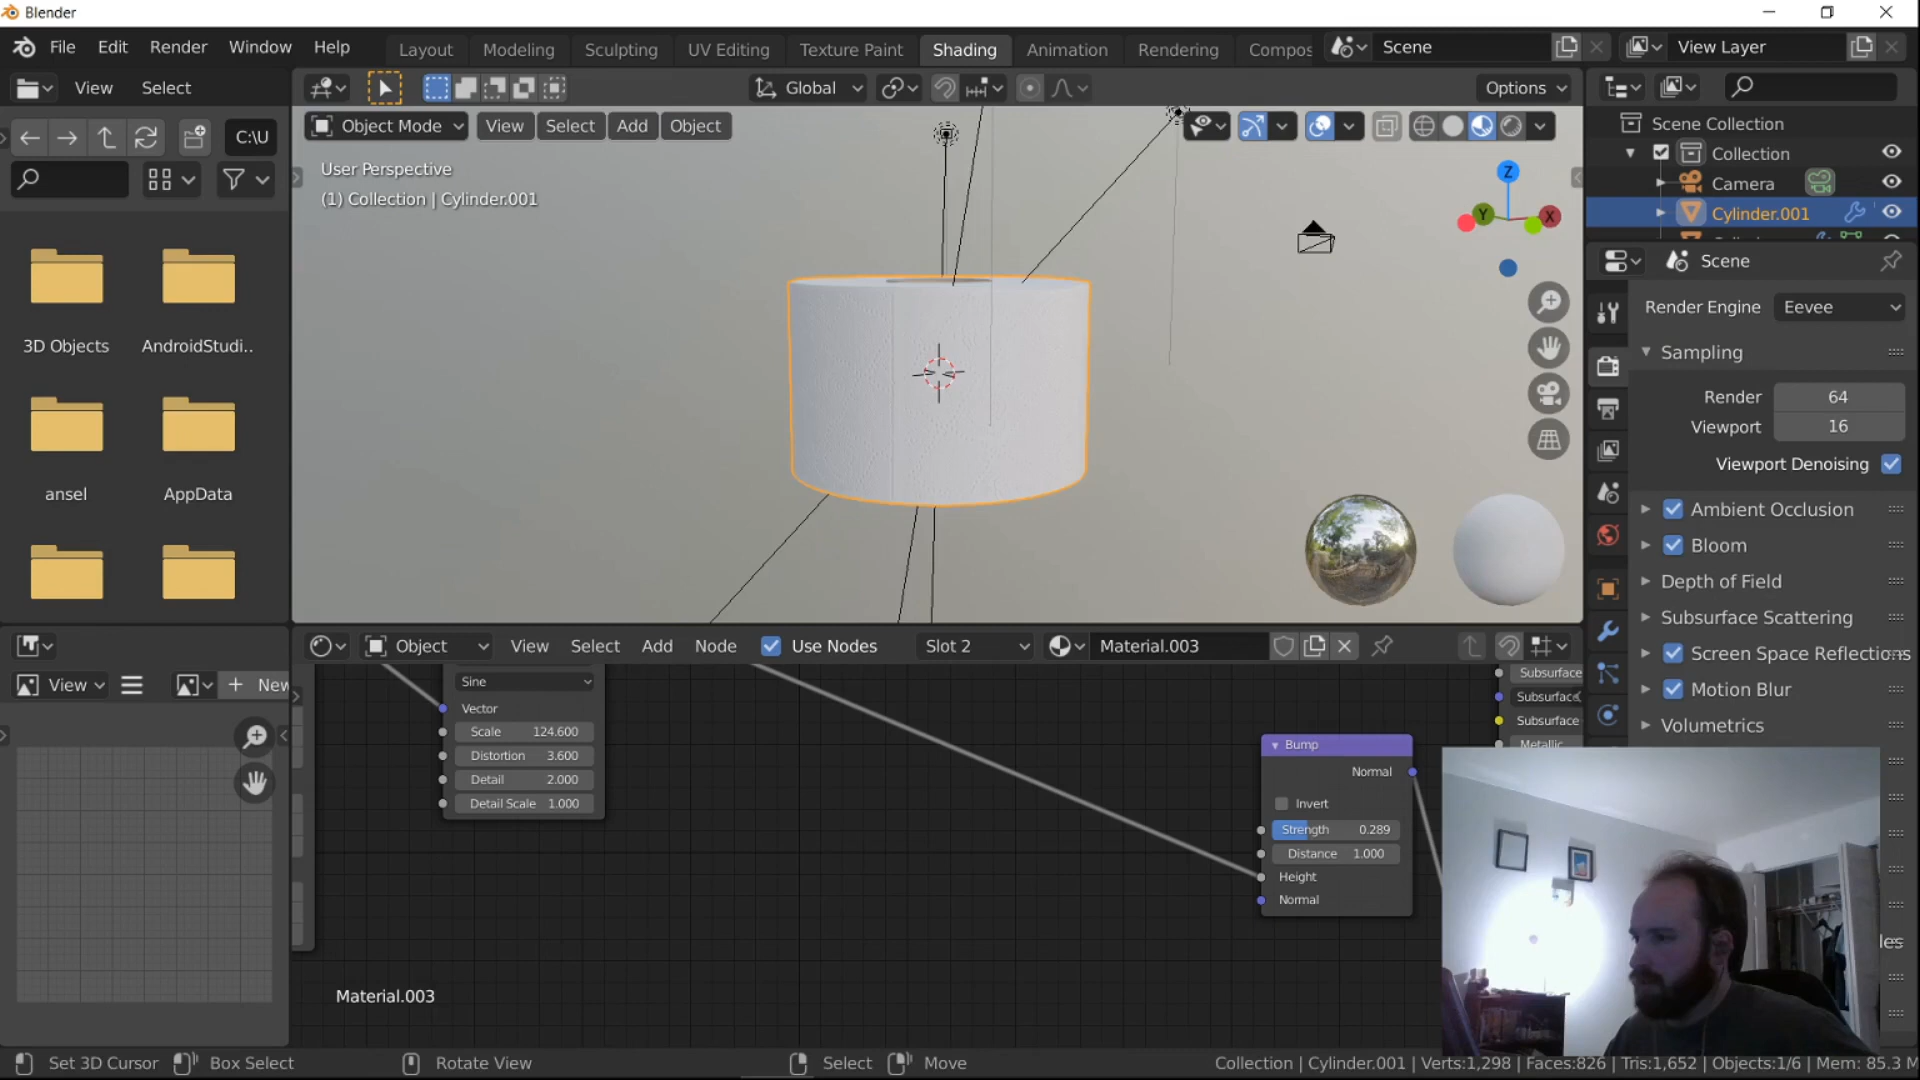 Blender
File Edit Render Window Help Layout Modeling Sculpting UV Editing Texture Paint Shading Animation Rendering Compos Scene View Layer
View Select Global Options
C:\U Object Mode View Select Add Object
User Perspective
(1) Collection | Cylinder.001
Z
Y
X
Scene Collection
Collection
Camera
Cylinder.001
Scene
Render Engine Eevee
Sampling
Render 64
Viewport 16
Viewport Denoising
Ambient Occlusion
Bloom
Depth of Field
Subsurface Scattering
Screen Space Reflections
Motion Blur
Volumetrics
3D Objects AndroidStudi..
ansel AppData
Object View Select Add Node Use Nodes Slot 2 Material.003
View New
Sine
Vector
Scale 124.600
Distortion 3.600
Detail 2.000
Detail Scale 1.000
Bump
Normal
Invert
Strength 0.289
Distance 1.000
Height
Normal
Subsurface
Subsurface
Subsurface
Metallic
les
Material.003
Set 3D Cursor Box Select Rotate View Select Move Collection | Cylinder.001 | Verts:1,298 | Faces:826 | Tris:1,652 | Objects:1/6 | Mem: 85.3 M